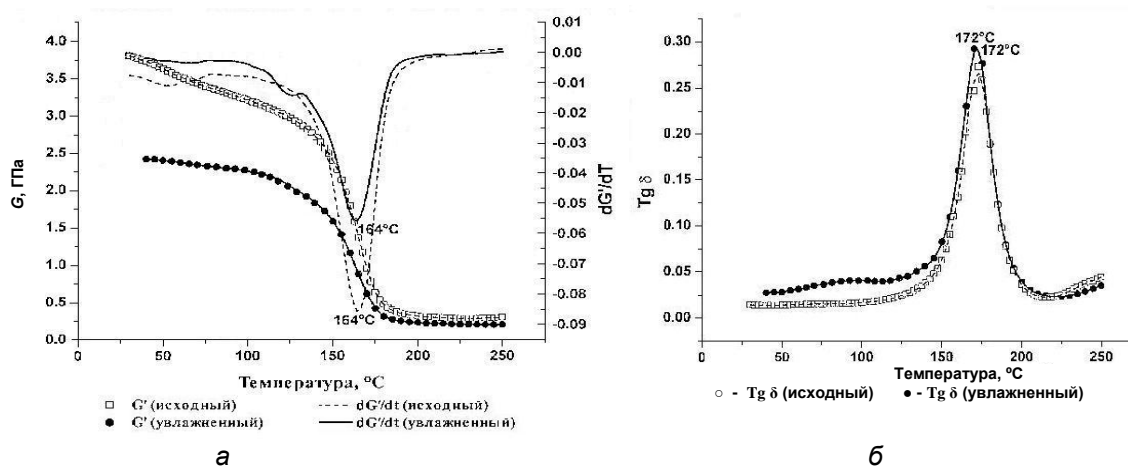 G, ГПа
4.0
3.5
3.0
2.5
2.0
1.5
1.0
0.5
0.0
0
50
100
150
200
250
0.01
0.00
-0.01
-0.02
-0.03
-0.04
-0.05
-0.06
-0.07
-0.08
-0.09
dG'/dT
164°C
164°C
Температура, °C
G' (исходный)
dG'/dt (исходный)
G' (увлажненный)
dG'/dt (увлажненный)
а
Tg δ
0.30
0.25
0.20
0.15
0.10
0.05
0.00
172°C
172°C
0
50
100
150
200
250
Температура, °C
- Tg δ (исходный)
- Tg δ (увлажненный)
б